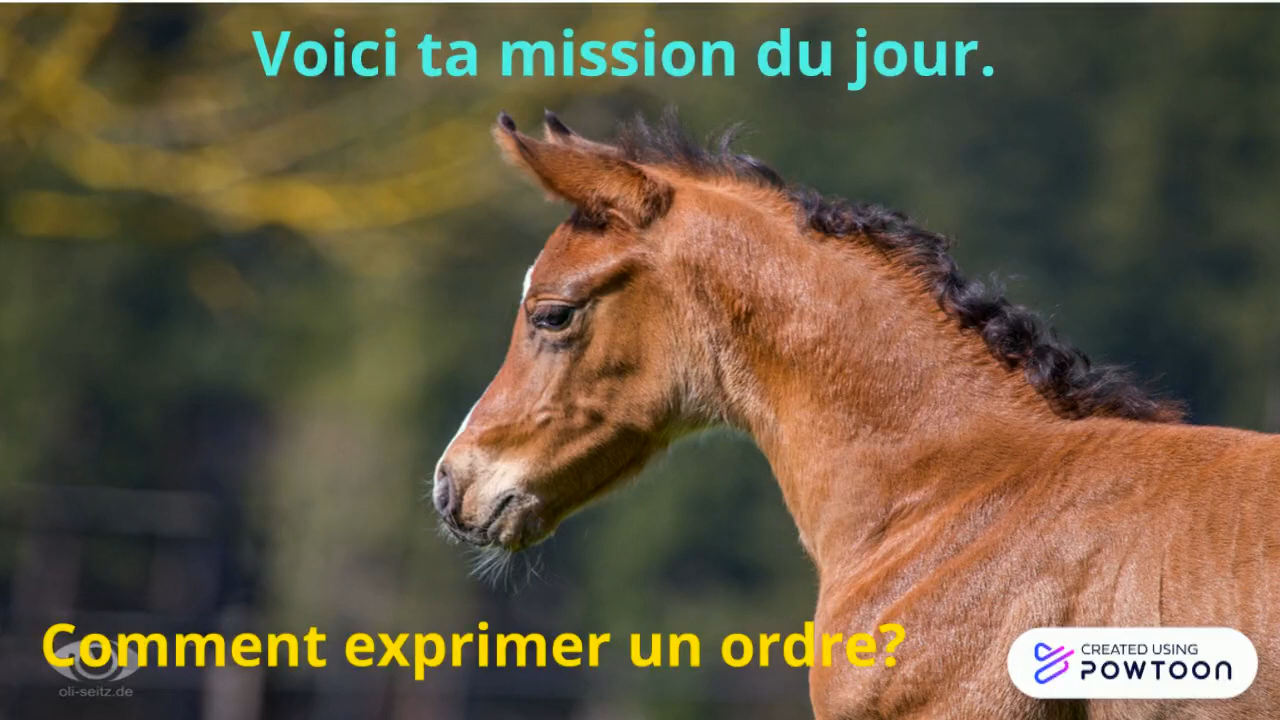 Voici ta mission du jour.
Comment exprimer un ordre?
oli-seitz.de
CREATED USING
POWTOON